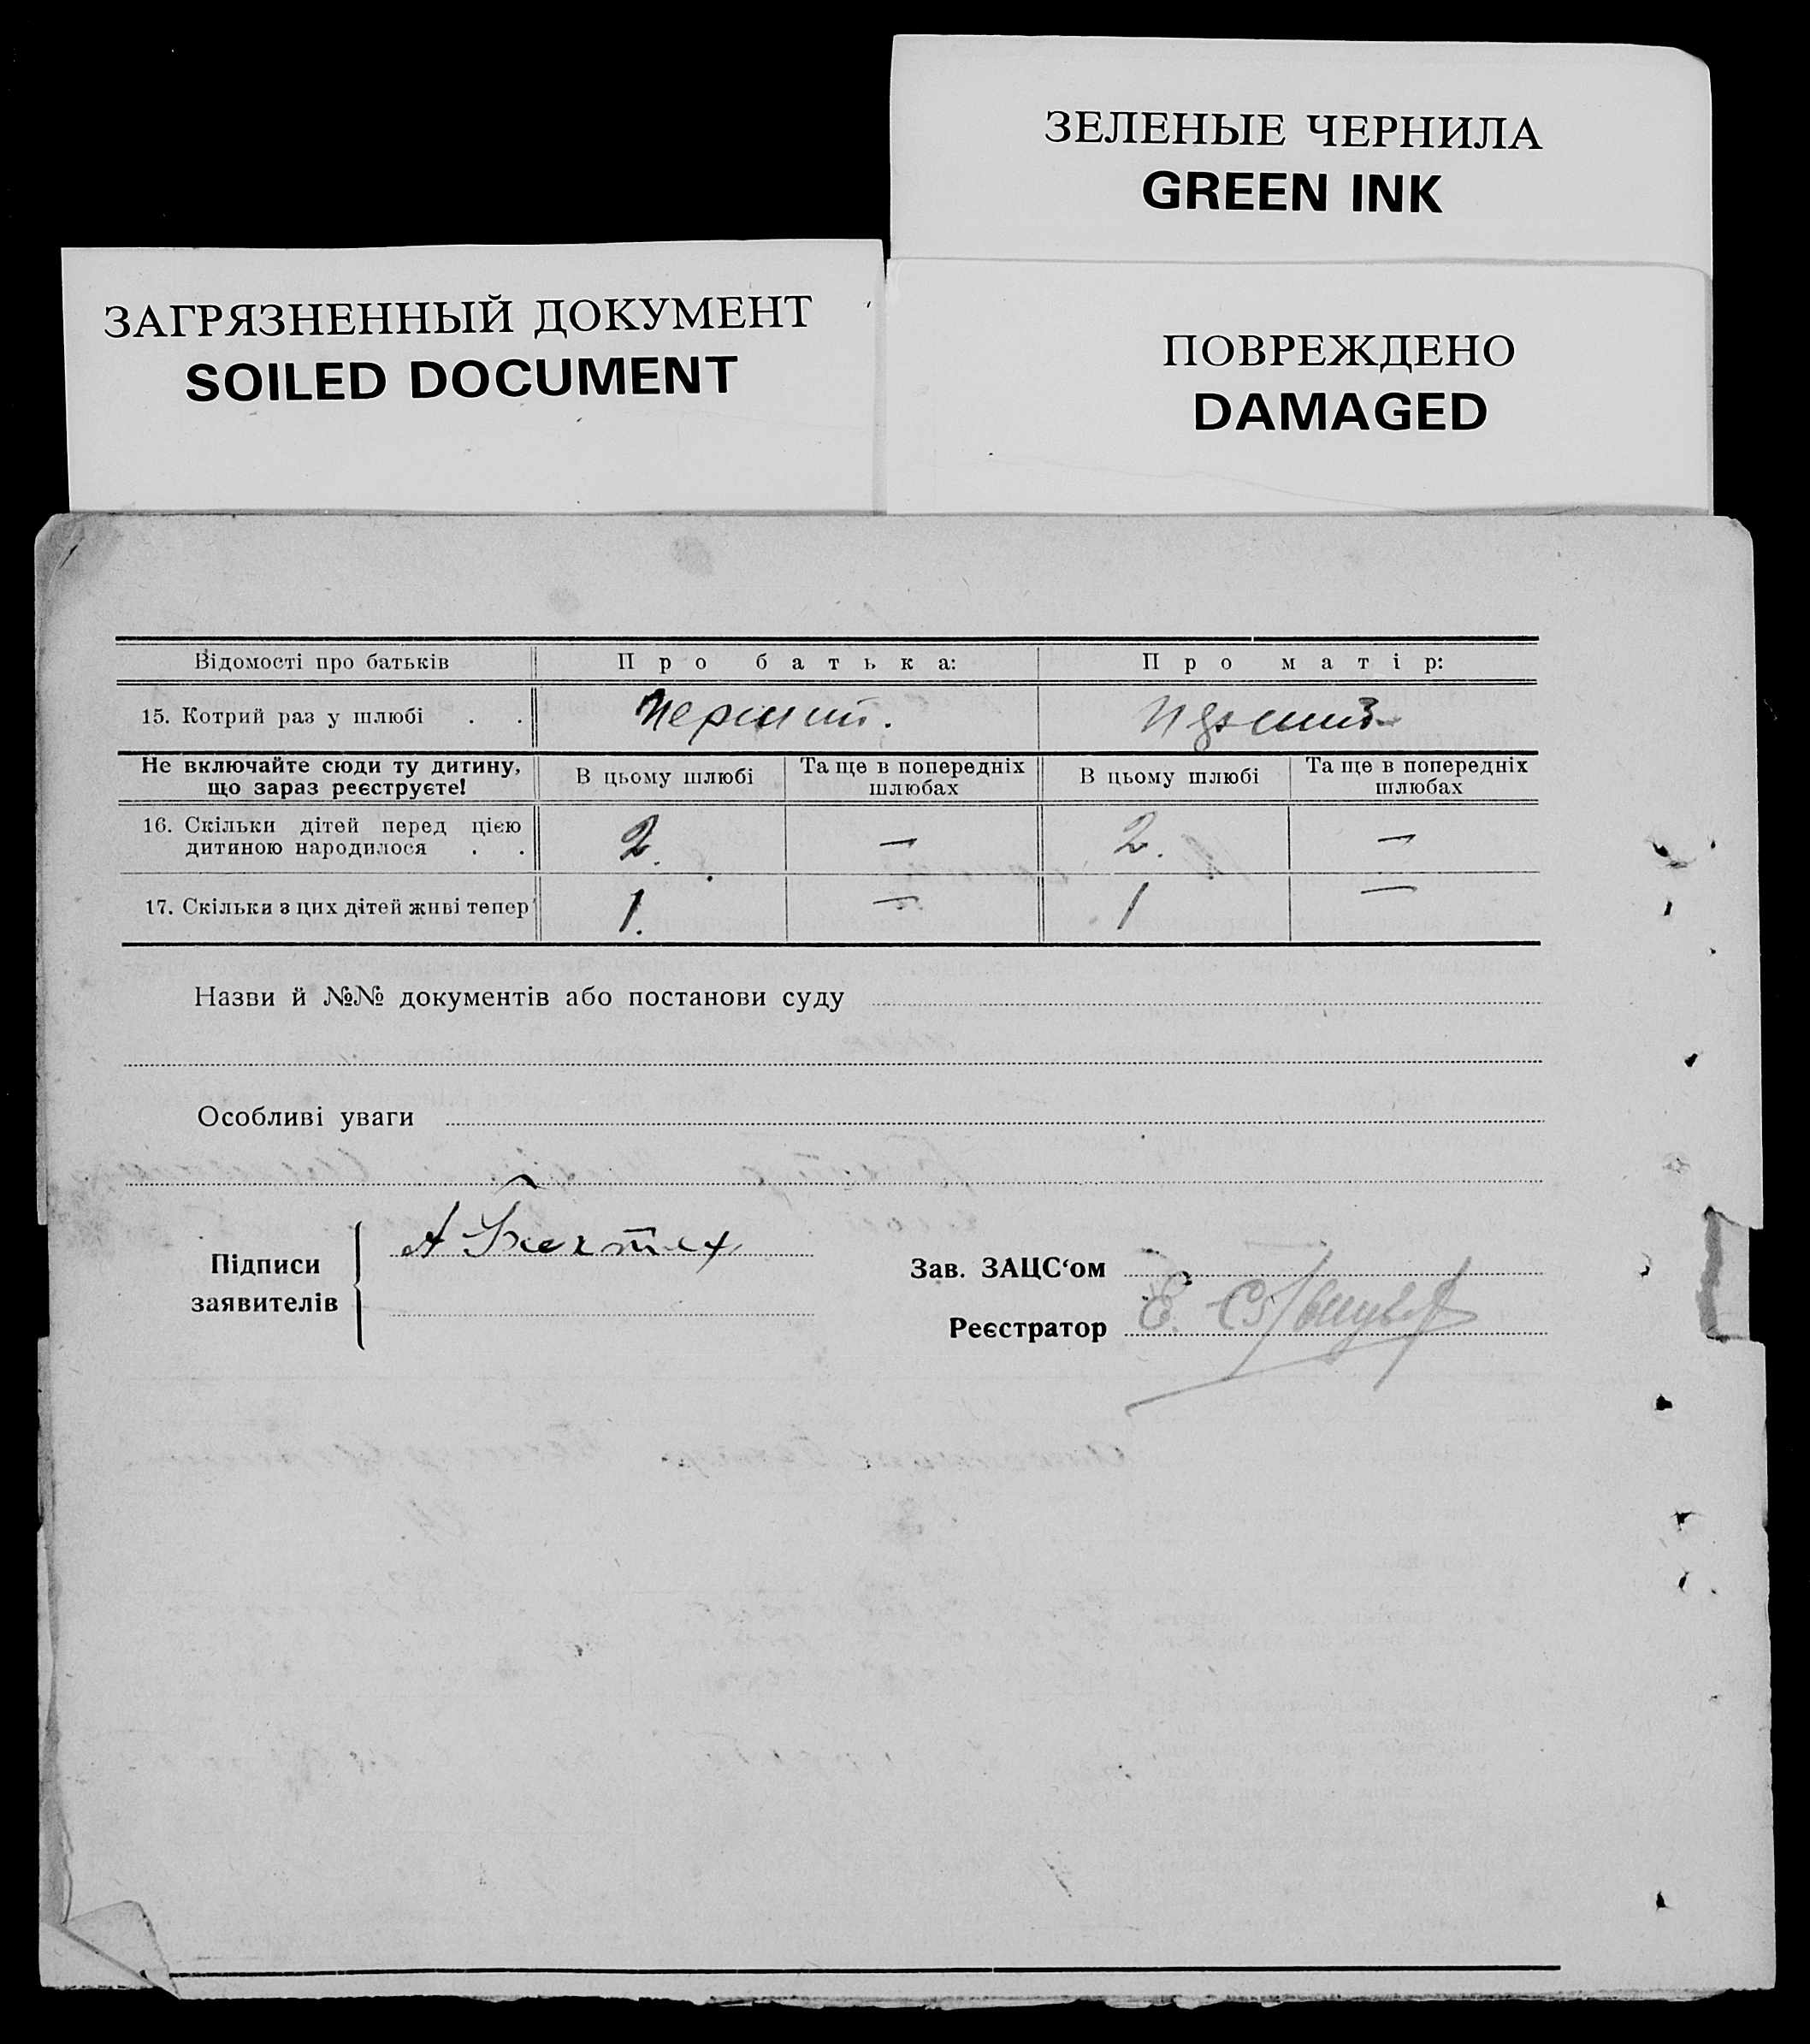 ЗЕЛЕНЫЕ ЧЕРНИЛА
GREEN INK
ЗАГРЯЗНЕННЫЙ ДОКУМЕНТ
SOILED DOCUMENT
ПОВРЕЖДЕНО
DAMAGED
Відомості про батьків Про батька: Про матір:
15. Котрий раз у шлюбі . . Перший. Перший
Не включайте сюди ту дитину, що зараз реєструєте! В цьому шлюбі Та ще в попередніх шлюбах В цьому шлюбі Та ще в попередніх шлюбах
16. Скільки дітей перед цією дитиною народилося . . 2. — 2. —
17. Скільки з цих дітей живі тепер 1. — 1 —
Назви й №№ документів або постанови суду
Особливі уваги
Підписи заявителів А
Зав. ЗАЦС‘ом
Реєстратор Е.